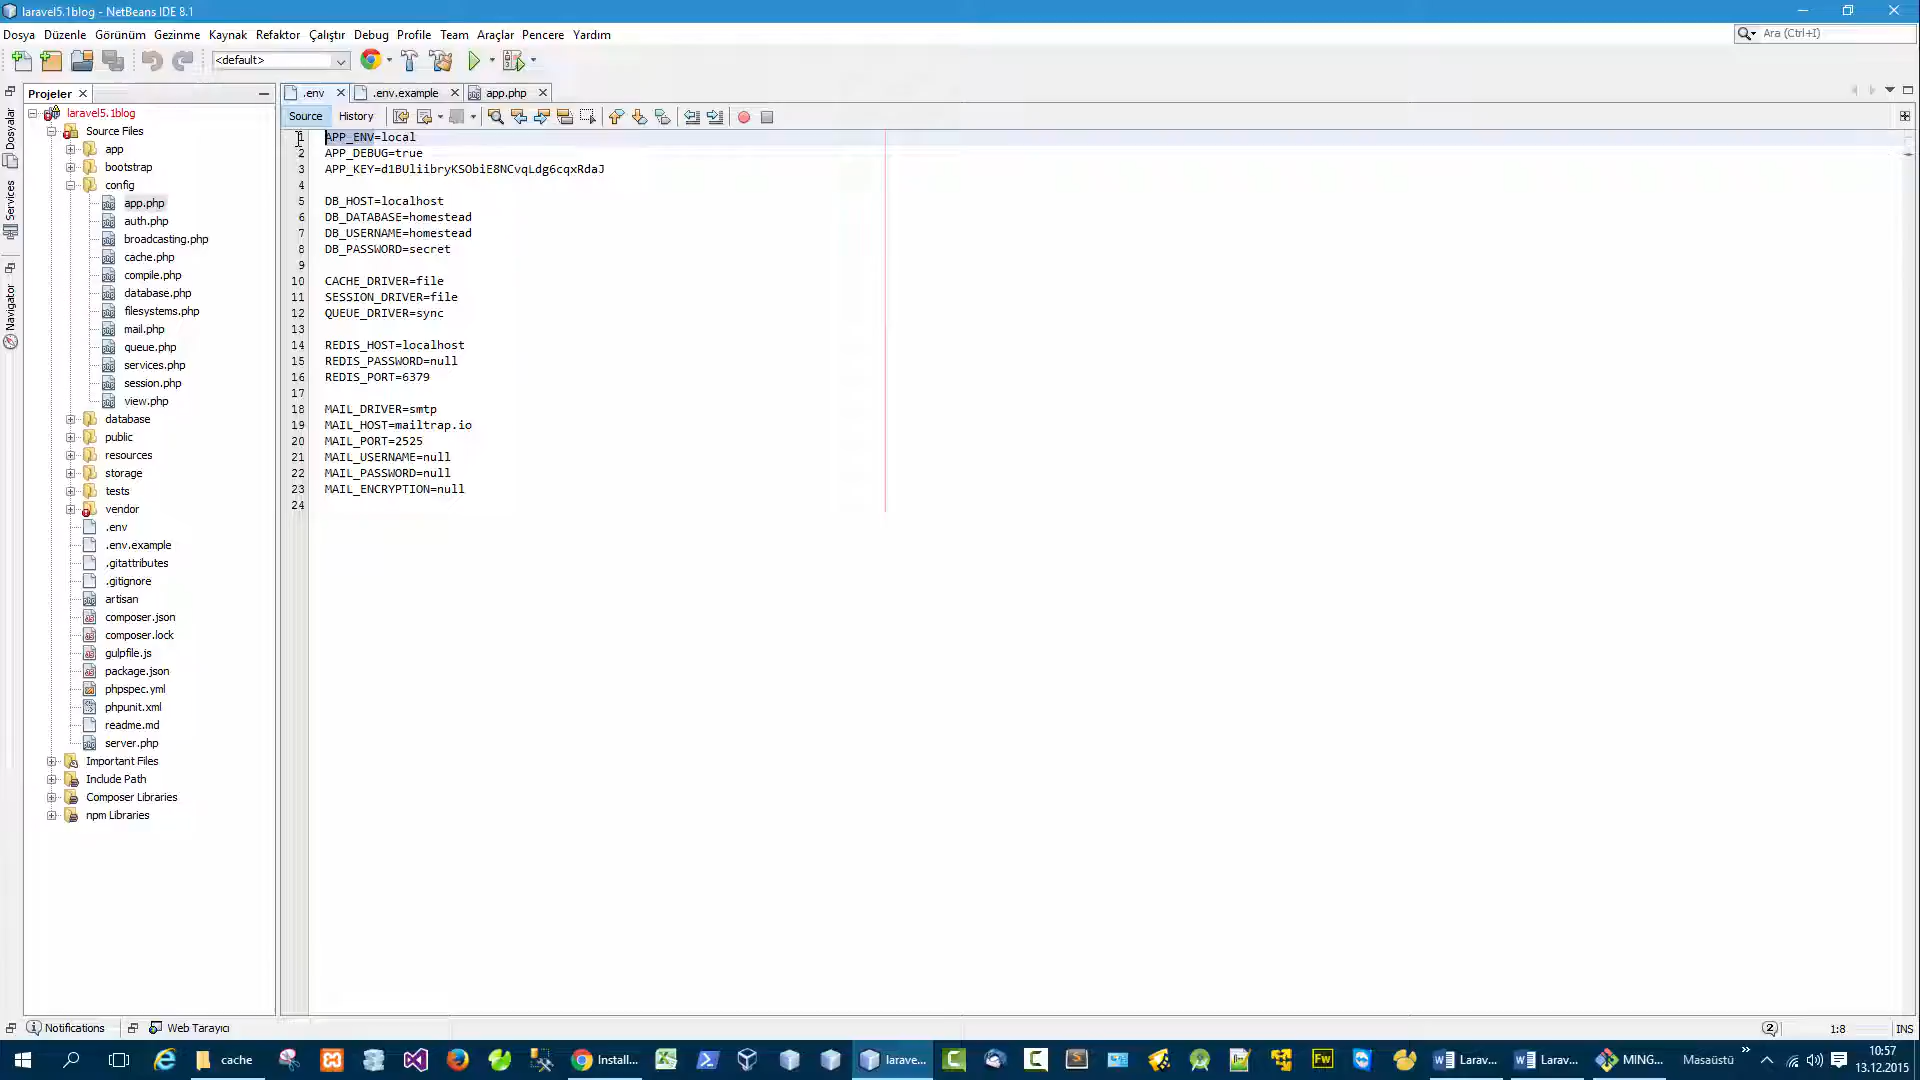 laravel5.1blog - NetBeans IDE 8.1
Dosya Düzenle Görünüm Gezinme Kaynak Refaktor Çalıştır Debug Profile Team Araçlar Pencere Yardım
Ara (Ctrl+I)
<default>
Projeler
.env
.env.example
app.php
Source
History
Dosyalar
Services
Navigator
laravel5.1blog
Source Files
app
bootstrap
config
app.php
auth.php
broadcasting.php
cache.php
compile.php
database.php
filesystems.php
mail.php
queue.php
services.php
session.php
view.php
database
public
resources
storage
tests
vendor
.env
.env.example
.gitattributes
.gitignore
artisan
composer.json
composer.lock
gulpfile.js
package.json
phpspec.yml
phpunit.xml
readme.md
server.php
Important Files
Include Path
Composer Libraries
npm Libraries
1 APP_ENV=local
2 APP_DEBUG=true
3 APP_KEY=d1BUliibryKSObiE8NCvqLdg6cqxRdaJ
4
5 DB_HOST=localhost
6 DB_DATABASE=homestead
7 DB_USERNAME=homestead
8 DB_PASSWORD=secret
9
10 CACHE_DRIVER=file
11 SESSION_DRIVER=file
12 QUEUE_DRIVER=sync
13
14 REDIS_HOST=localhost
15 REDIS_PASSWORD=null
16 REDIS_PORT=6379
17
18 MAIL_DRIVER=smtp
19 MAIL_HOST=mailtrap.io
20 MAIL_PORT=2525
21 MAIL_USERNAME=null
22 MAIL_PASSWORD=null
23 MAIL_ENCRYPTION=null
24
Notifications
Web Tarayıcı
2
1:8
INS
cache
Install...
larave...
Fw
Larav...
Larav...
MING...
Masaüstü
10:57
13.12.2015